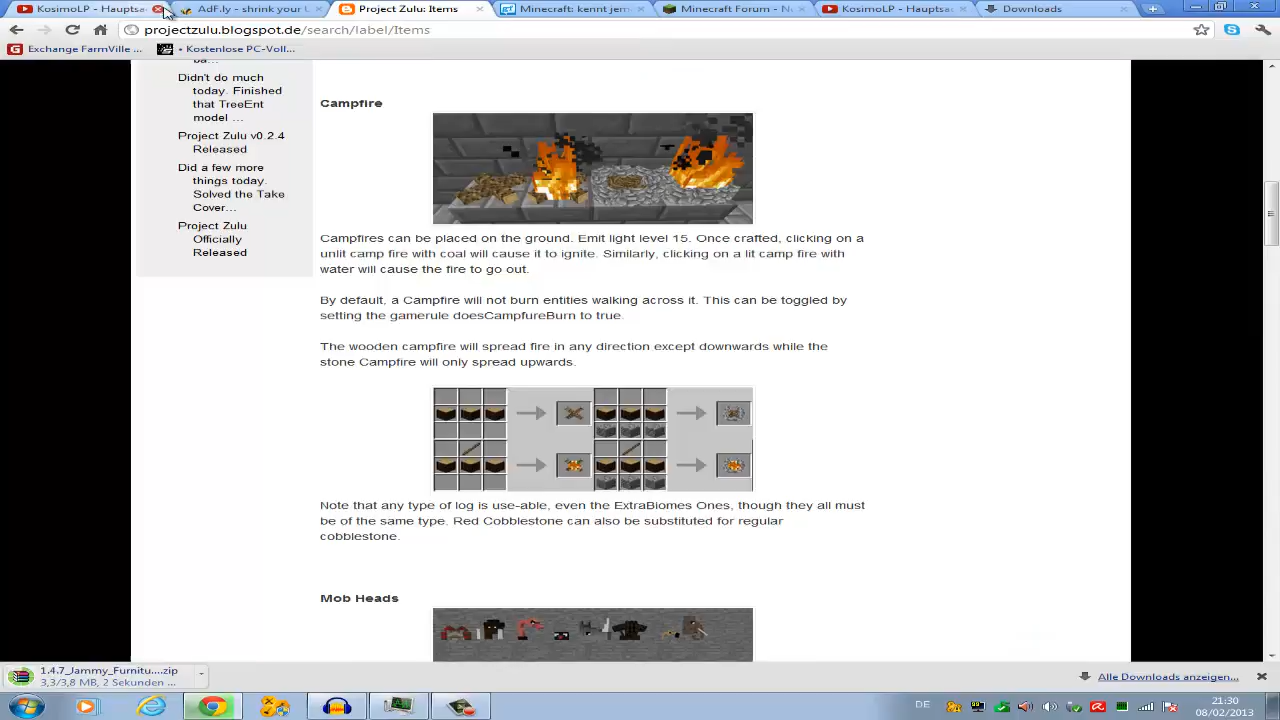 KosimoLP - Hauptsa
AdF.ly - shrink your U
Project Zulu: Items
Minecraft: kennt jem
Minecraft Forum - N
KosimoLP - Hauptsa
Downloads
projectzulu.blogspot.de/search/label/Items
Exchange FarmVille ...
• Kostenlose PC-Voll...
ba...
Didn't do much
today. Finished
that TreeEnt
model ...
Project Zulu v0.2.4
Released
Did a few more
things today.
Solved the Take
Cover...
Project Zulu
Officially
Released
Campfire
Campfires can be placed on the ground. Emit light level 15. Once crafted, clicking on a
unlit camp fire with coal will cause it to ignite. Similarly, clicking on a lit camp fire with
water will cause the fire to go out.
By default, a Campfire will not burn entities walking across it. This can be toggled by
setting the gamerule doesCampfureBurn to true.
The wooden campfire will spread fire in any direction except downwards while the
stone Campfire will only spread upwards.
Note that any type of log is use-able, even the ExtraBiomes Ones, though they all must
be of the same type. Red Cobblestone can also be substituted for regular
cobblestone.
Mob Heads
1.4.7_Jammy_Furnitu....zip
3,3/3,8 MB, 2 Sekunden ...
Alle Downloads anzeigen...
DE
21:30
08/02/2013